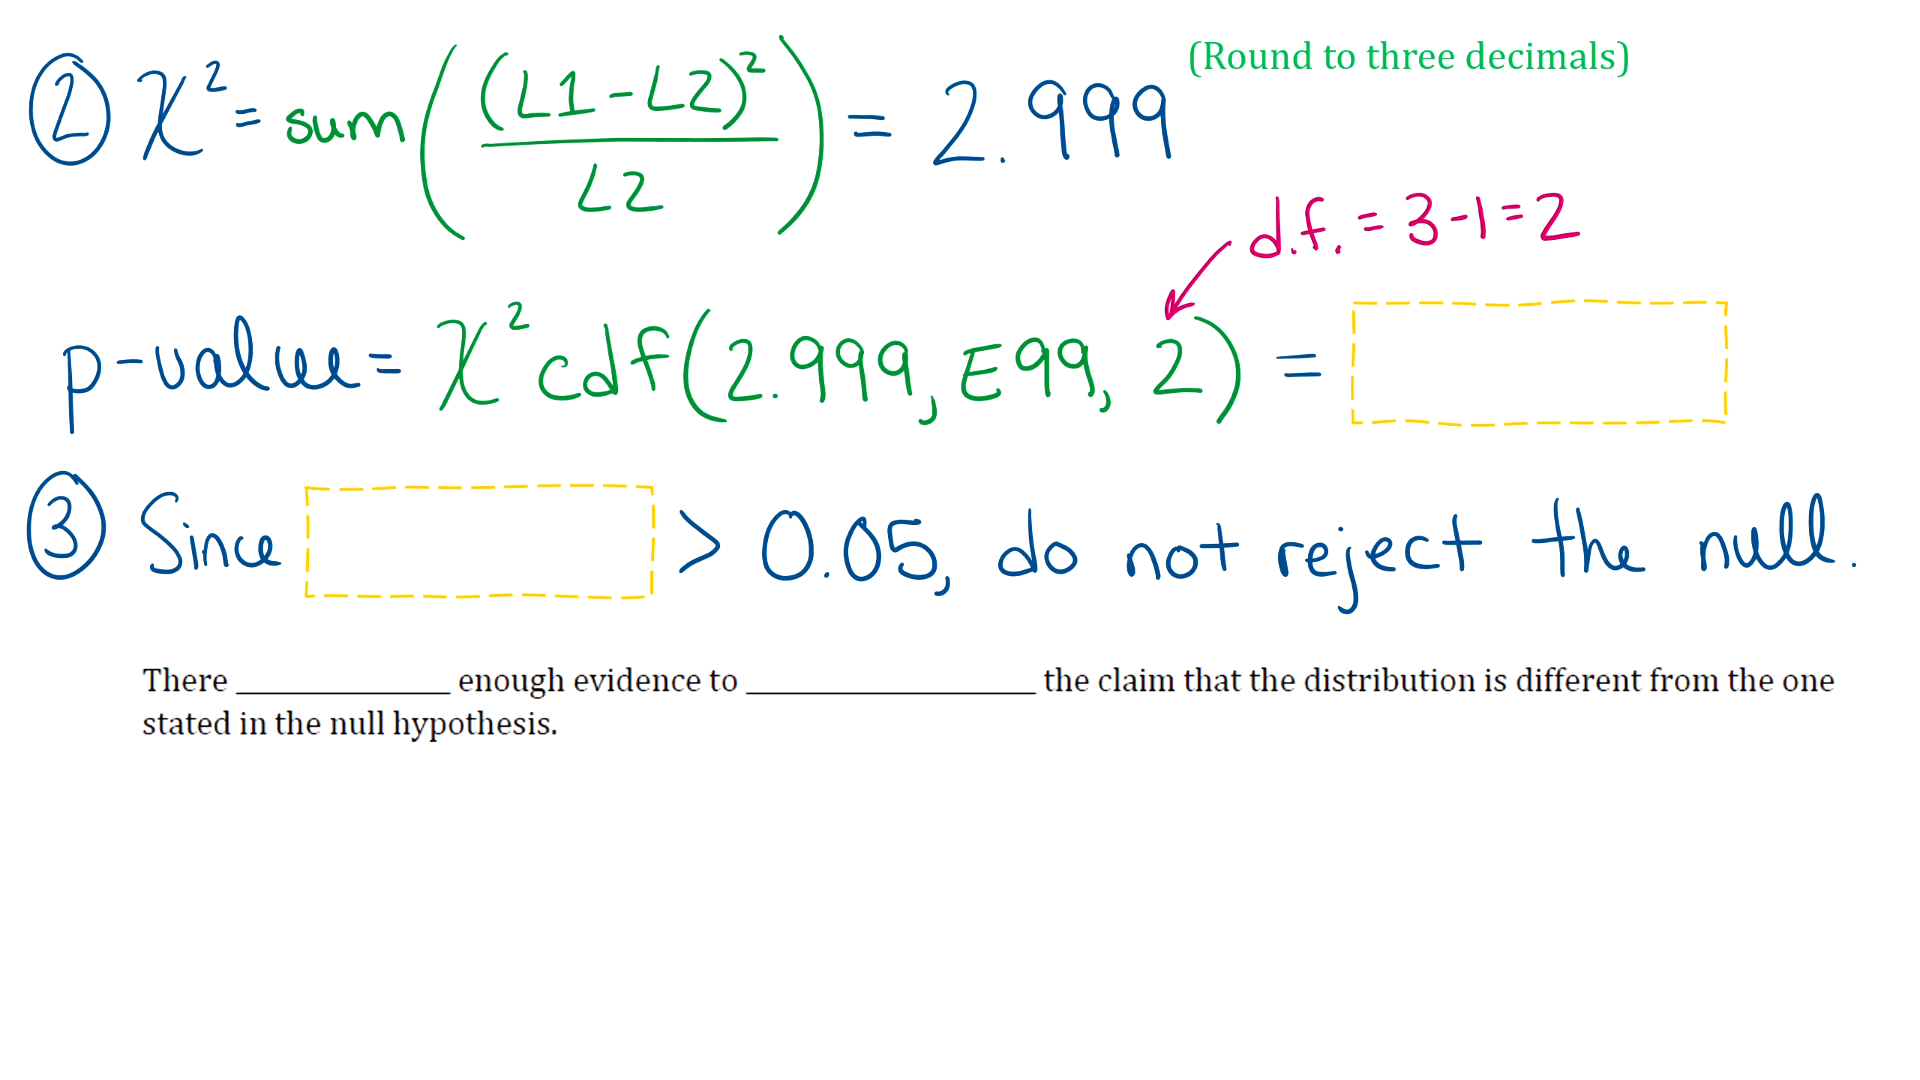 ② χ² = sum((L1-L2)²/L2) = 2.999 (Round to three decimals)
d.f. = 3-1=2
p-value = χ²cdf(2.999, E99, 2) =
③ Since > 0.05, do not reject the null.
There ____________ enough evidence to ________________ the claim that the distribution is different from the one
stated in the null hypothesis.